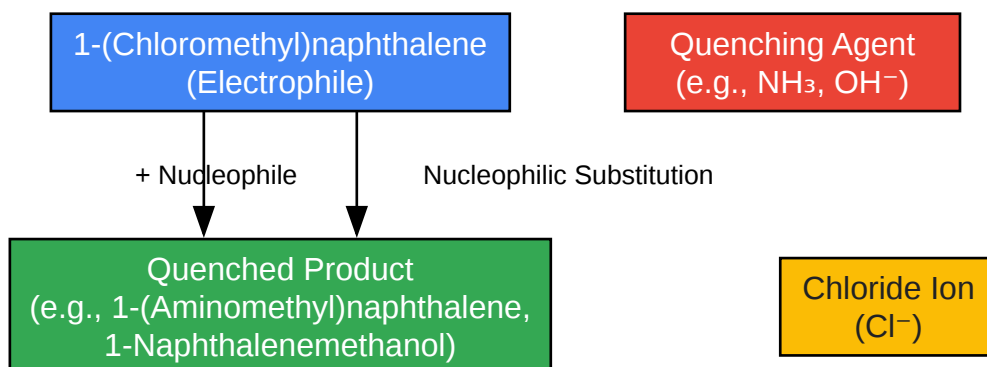 1-(Chloromethyl)naphthalene
(Electrophile)
Quenching Agent
(e.g., NH₃, OH⁻)
+ Nucleophile
Nucleophilic Substitution
Quenched Product
(e.g., 1-(Aminomethyl)naphthalene,
1-Naphthalenemethanol)
Chloride Ion
(Cl⁻)